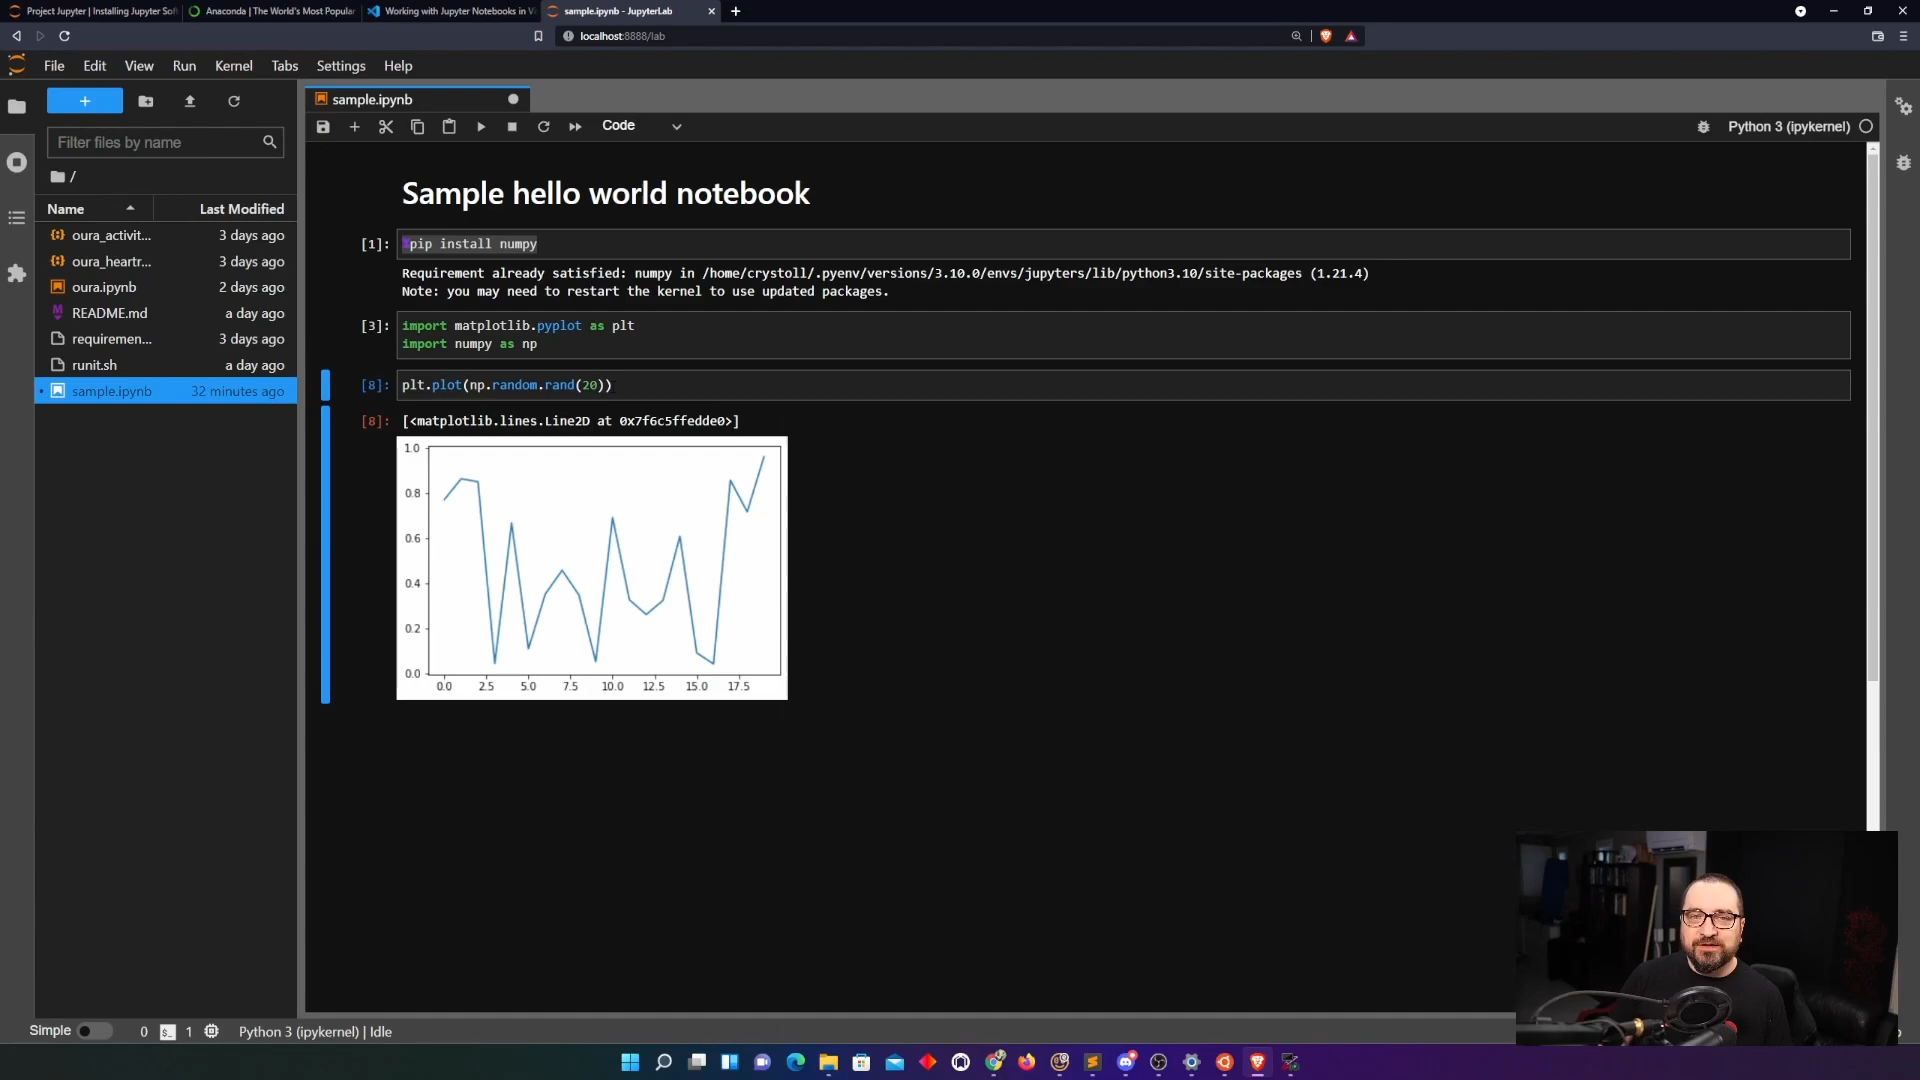 Project Jupyter | Installing Jupyter Sof
Anaconda | The World's Most Popular
Working with Jupyter Notebooks in Vi
sample.ipynb - JupyterLab
localhost:8888/lab
File Edit View Run Kernel Tabs Settings Help
Filter files by name
/
Name Last Modified
oura_activit... 3 days ago
oura_heartr... 3 days ago
oura.ipynb 2 days ago
README.md a day ago
requiremen... 3 days ago
runit.sh a day ago
sample.ipynb 32 minutes ago
sample.ipynb
Code
Python 3 (ipykernel)
Sample hello world notebook
[1]: %pip install numpy
Requirement already satisfied: numpy in /home/crystoll/.pyenv/versions/3.10.0/envs/jupyters/lib/python3.10/site-packages (1.21.4)
Note: you may need to restart the kernel to use updated packages.
[3]: import matplotlib.pyplot as plt
import numpy as np
[8]: plt.plot(np.random.rand(20))
[8]: [<matplotlib.lines.Line2D at 0x7f6c5ffedde0>]
1.0
0.8
0.6
0.4
0.2
0.0
0.0 2.5 5.0 7.5 10.0 12.5 15.0 17.5
Simple 0 1 Python 3 (ipykernel) | Idle